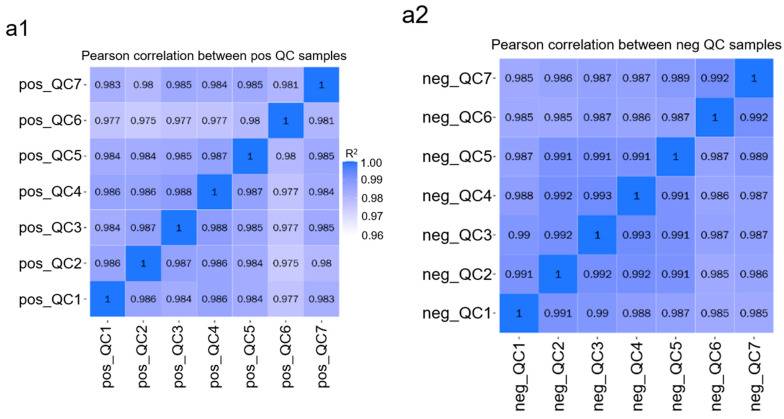 a1
Pearson correlation between pos QC samples
pos_QC7 0.983 0.98 0.985 0.984 0.985 0.981 1
pos_QC6 0.977 0.975 0.977 0.977 0.98 1 0.981
pos_QC5 0.984 0.984 0.985 0.987 1 0.98 0.985
pos_QC4 0.986 0.986 0.988 1 0.987 0.977 0.984
pos_QC3 0.984 0.987 1 0.988 0.985 0.977 0.985
pos_QC2 0.986 1 0.987 0.986 0.984 0.975 0.98
pos_QC1 1 0.986 0.984 0.986 0.984 0.977 0.983
pos_QC1 pos_QC2 pos_QC3 pos_QC4 pos_QC5 pos_QC6 pos_QC7
R²
1.00
0.99
0.98
0.97
0.96
a2
Pearson correlation between neg QC samples
neg_QC7 0.985 0.986 0.987 0.987 0.989 0.992 1
neg_QC6 0.985 0.985 0.987 0.986 0.987 1 0.992
neg_QC5 0.987 0.991 0.991 0.991 1 0.987 0.989
neg_QC4 0.988 0.992 0.993 1 0.991 0.986 0.987
neg_QC3 0.99 0.992 1 0.993 0.991 0.987 0.987
neg_QC2 0.991 1 0.992 0.992 0.991 0.985 0.986
neg_QC1 1 0.991 0.99 0.988 0.987 0.985 0.985
neg_QC1 neg_QC2 neg_QC3 neg_QC4 neg_QC5 neg_QC6 neg_QC7